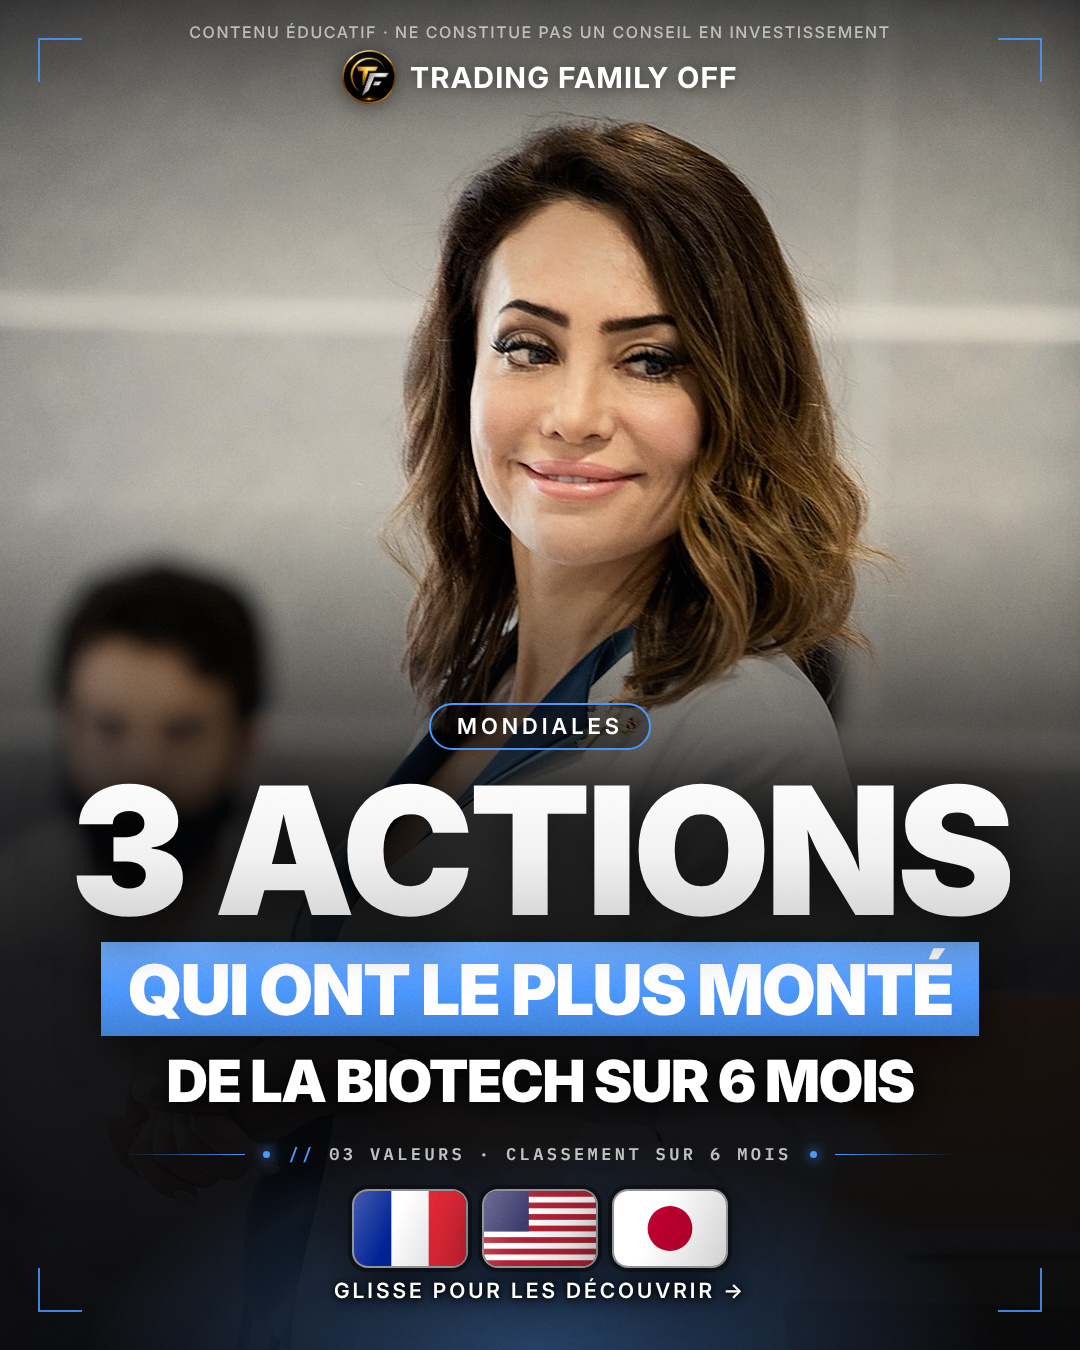 CONTENU ÉDUCATIF · NE CONSTITUE PAS UN CONSEIL EN INVESTISSEMENT
TF TRADING FAMILY OFF
MONDIALES
3 ACTIONS
QUI ONT LE PLUS MONTÉ
DE LA BIOTECH SUR 6 MOIS
// 03 VALEURS · CLASSEMENT SUR 6 MOIS
GLISSE POUR LES DÉCOUVRIR →